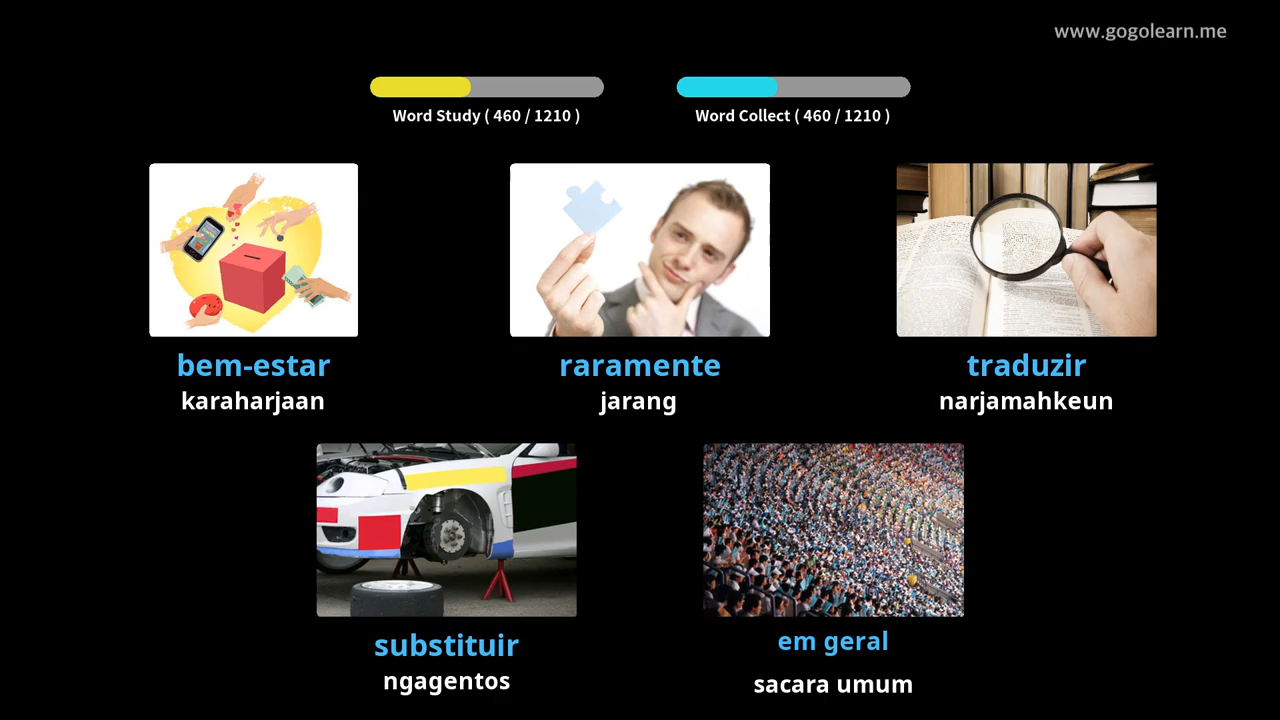 www.gogolearn.me
Word Study ( 460 / 1210 )
Word Collect ( 460 / 1210 )
bem-estar
karaharjaan
raramente
jarang
traduzir
narjamahkeun
substituir
ngagentos
em geral
sacara umum